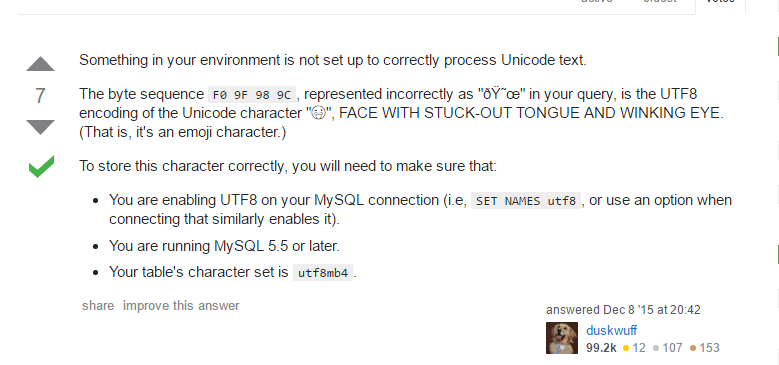 Something in your environment is not set up to correctly process Unicode text.
7
The byte sequence F0 9F 98 9C, represented incorrectly as "ðŸ˜œ" in your query, is the UTF8
encoding of the Unicode character "😜", FACE WITH STUCK-OUT TONGUE AND WINKING EYE.
(That is, it's an emoji character.)
To store this character correctly, you will need to make sure that:
• You are enabling UTF8 on your MySQL connection (i.e, SET NAMES utf8, or use an option when
connecting that similarly enables it).
• You are running MySQL 5.5 or later.
• Your table's character set is utf8mb4.
share improve this answer
answered Dec 8 '15 at 20:42
duskwuff
99.2k ● 12 ● 107 ● 153